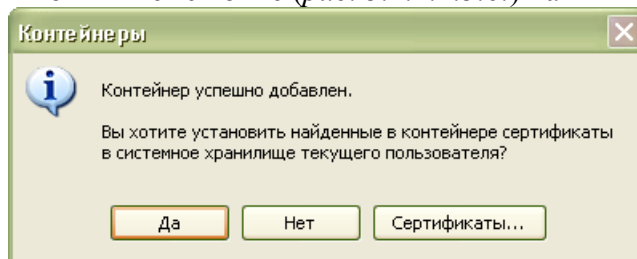 Контейнеры
Контейнер успешно добавлен.
Вы хотите установить найденные в контейнере сертификаты
в системное хранилище текущего пользователя?
Да
Нет
Сертификаты...